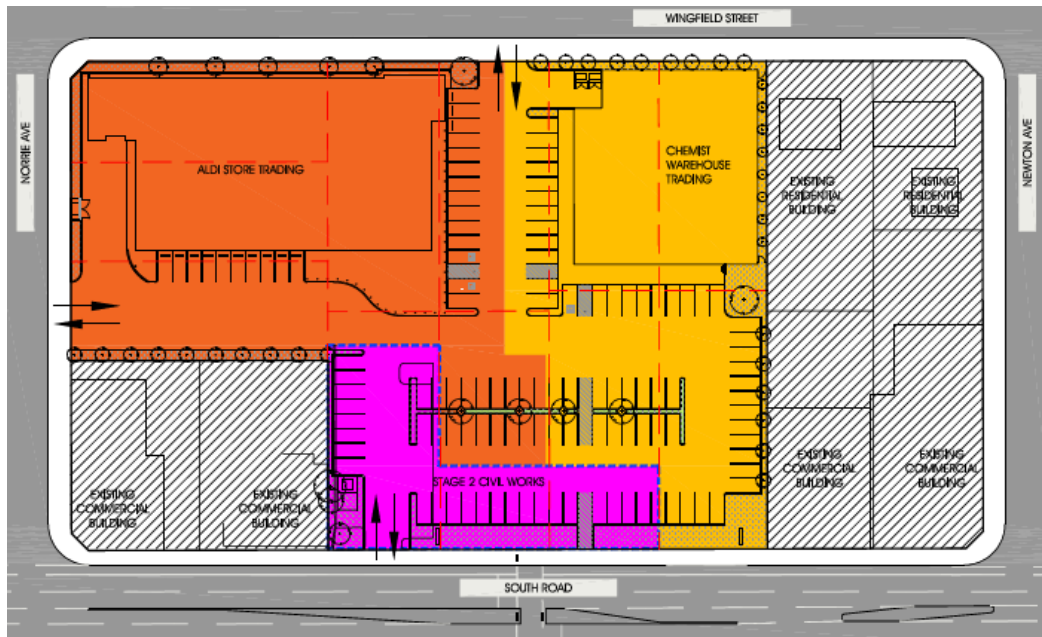 WINGFIELD STREET
NORRIE AVE
NEWTON AVE
ALDI STORE TRADING
CHEMIST
WAREHOUSE
TRADING
EXISTING
RESIDENTIAL
BUILDING
EXISTING
RESIDENTIAL
BUILDING
STAGE 2 CIVIL WORKS
EXISTING
COMMERCIAL
BUILDING
EXISTING
COMMERCIAL
BUILDING
EXISTING
COMMERCIAL
BUILDING
EXISTING
COMMERCIAL
BUILDING
SOUTH ROAD